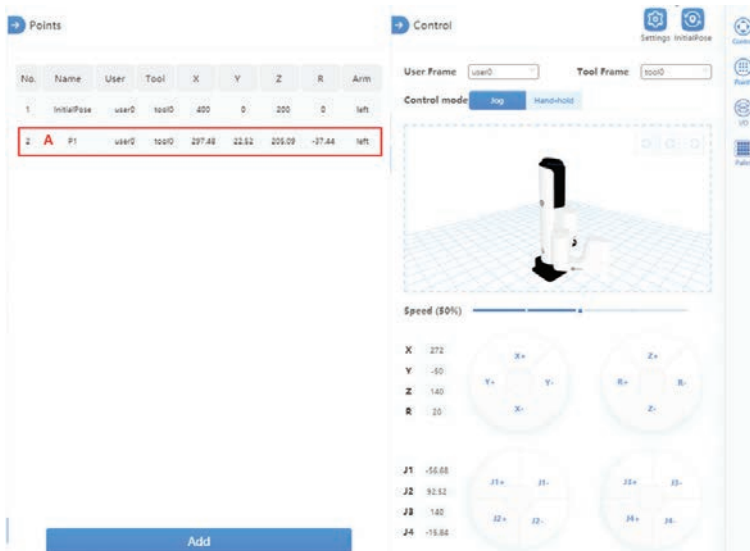 Points
No. Name User Tool X Y Z R Arm
1 InitialPose user0 tool0 400 0 200 0 left
2 A P1 user0 tool0 297.48 22.52 205.09 -37.44 left
Add
Control
Settings InitialPose
User Frame user0 Tool Frame tool0
Control mode Jog Hand-hold
Speed (50%)
X 272
Y -50
Z 140
R 20
X+
Y+ Y-
X-
Z+
R+ R-
Z-
J1 -56.68
J2 92.52
J3 140
J4 -15.84
J1+ J1-
J2+ J2-
J3+ J3-
J4+ J4-
I/O